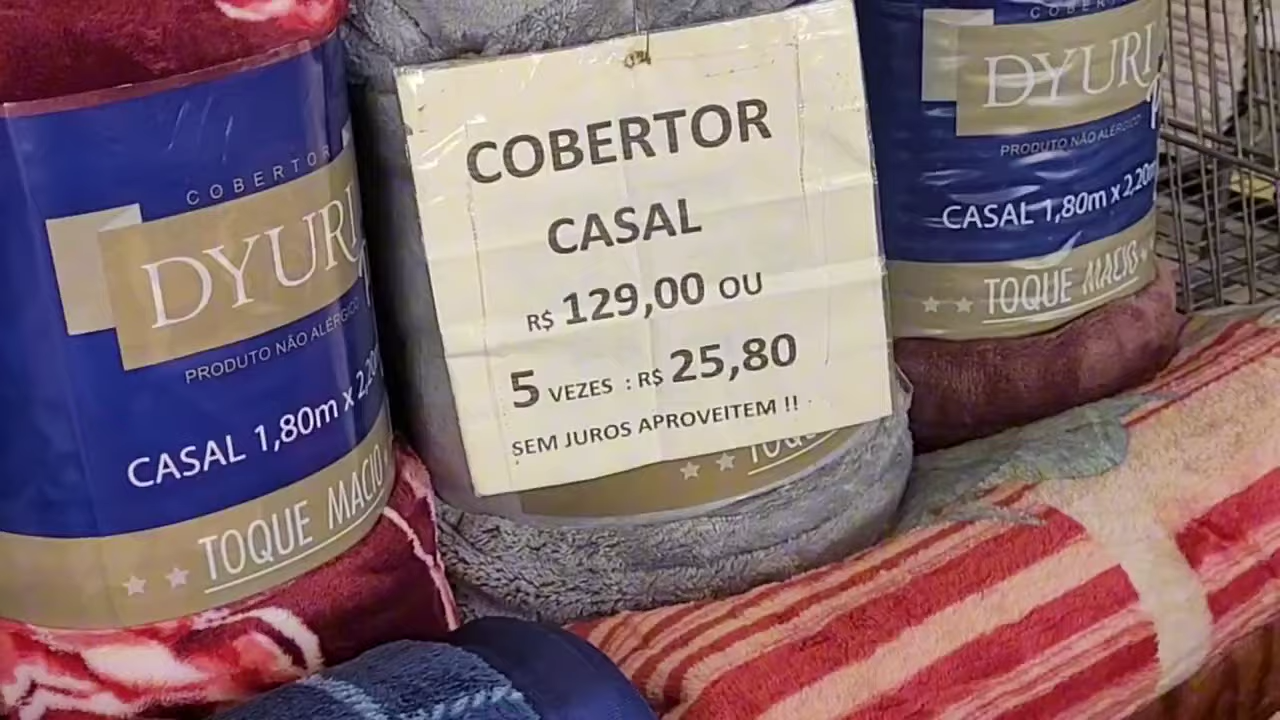 COBERTOR
DYURI
PRODUTO NÃO ALÉRGICO
CASAL 1,80m x 2,20
TOQUE MACIO
COBERTOR
CASAL
R$ 129,00 OU
5 VEZES : R$ 25,80
SEM JUROS APROVEITEM !!
DYURI
PRODUTO NÃO ALÉRGICO
CASAL 1,80m x 2,20m
TOQUE MACIO